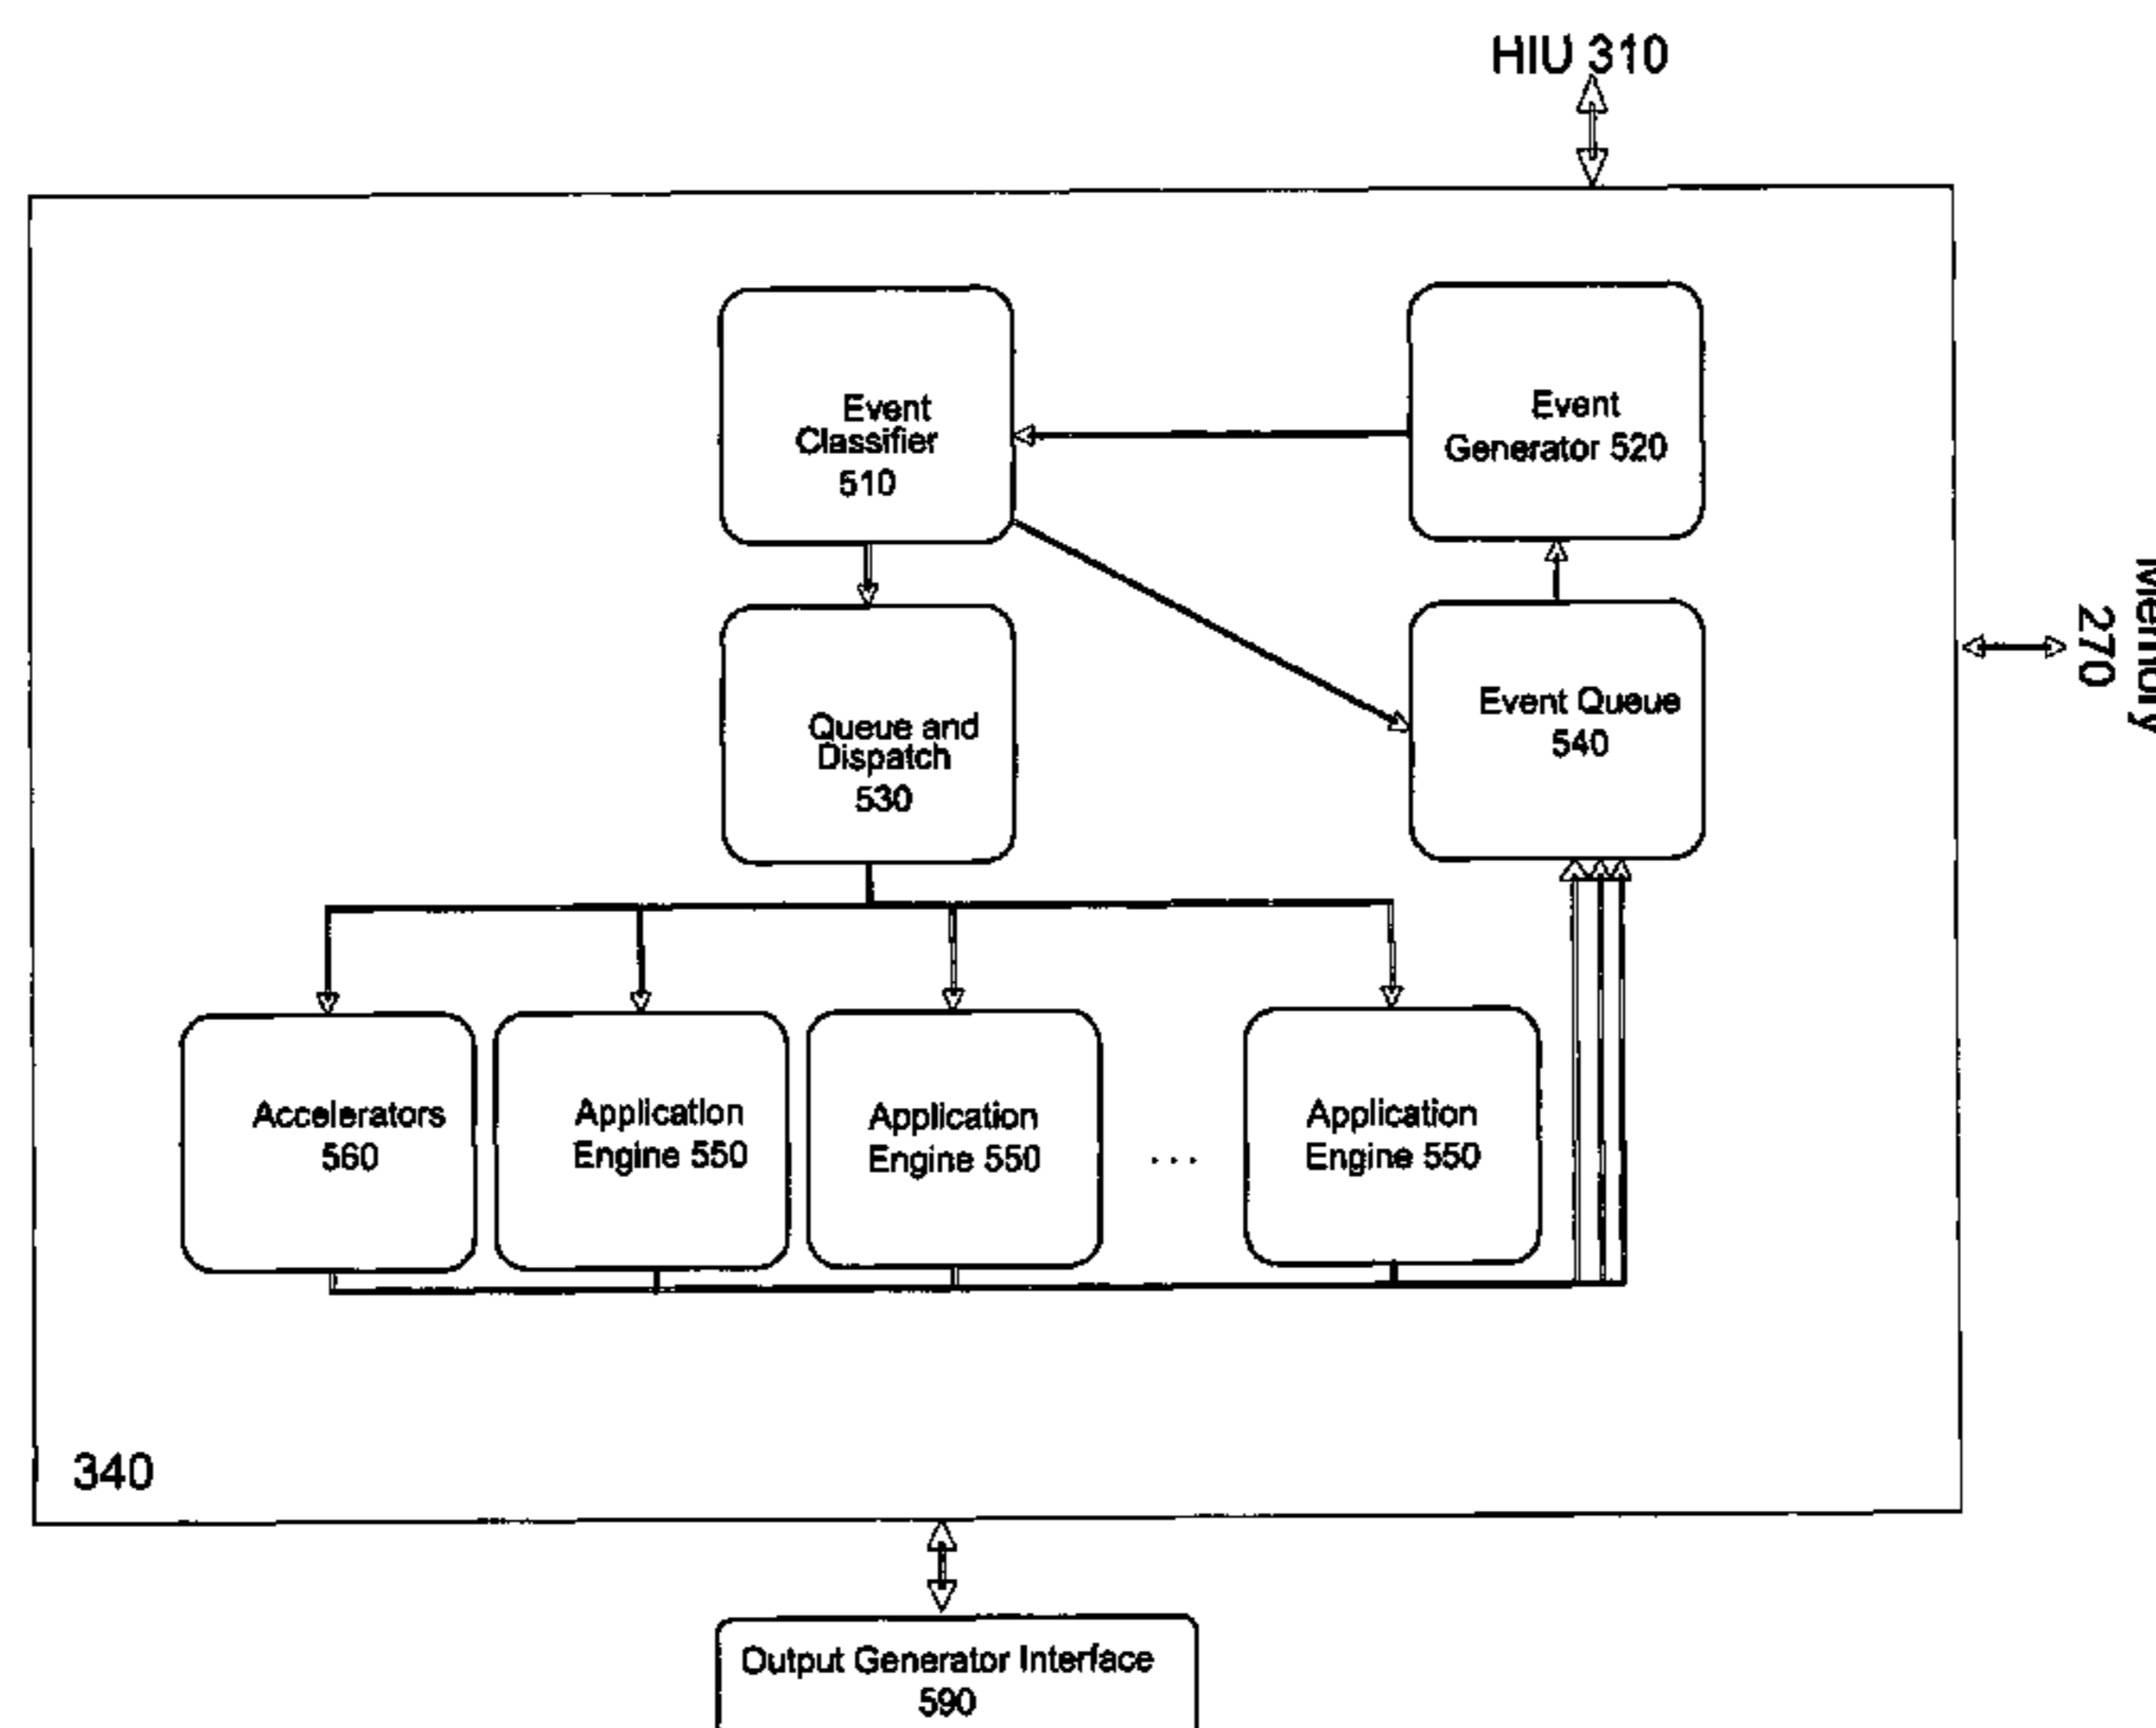 HIU 310
Event
Classifier
510
Event
Generator 520
Memory
270
Queue and
Dispatch
530
Event Queue
540
Accelerators
560
Application
Engine 550
Application
Engine 550
...
Application
Engine 550
340
Output Generator Interface
590